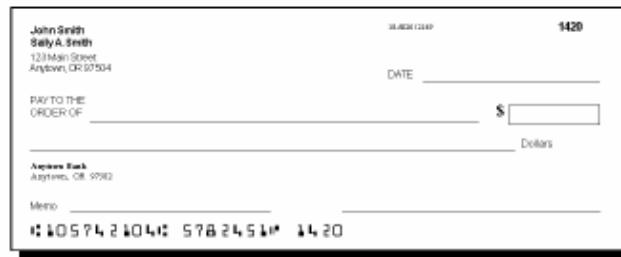 John Smith 1420
Sally A. Smith
123 Main Street
Anytown, OR 97504
DATE
PAY TO THE
ORDER OF $
Dollars
Anytown Bank
Anytown, OR 97502
Memo
⑆105742104⑆ 5782451⑈ 1420